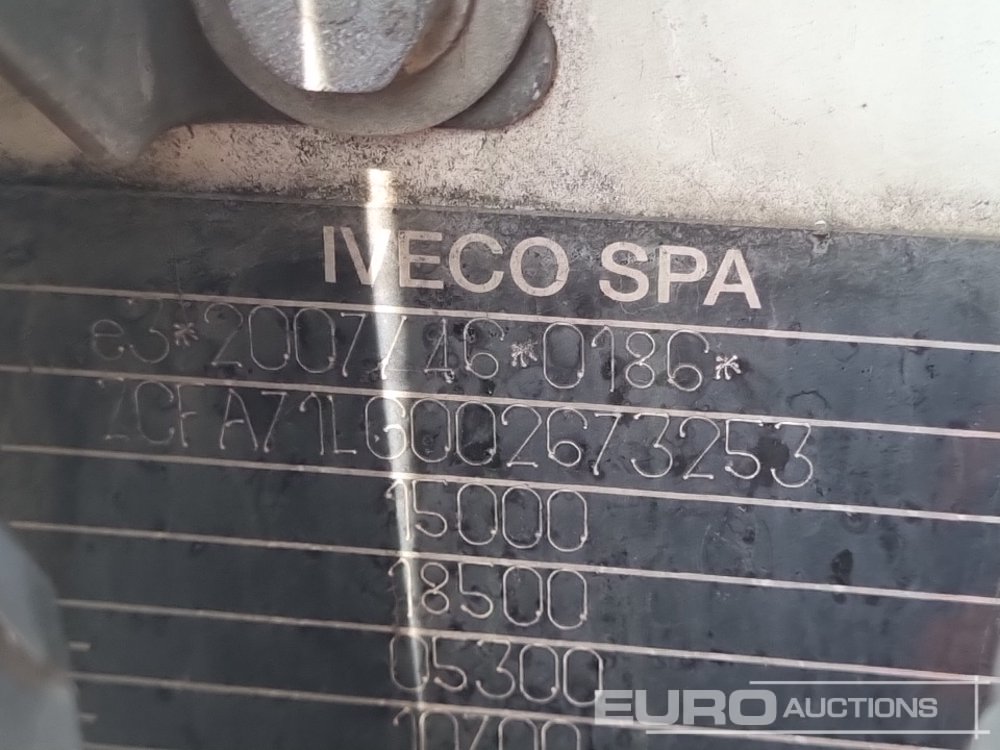 IVECO SPA
e3*2007/46*0186*
ZCFA71LG002673253
15000
18500
05300
EURO AUCTIONS